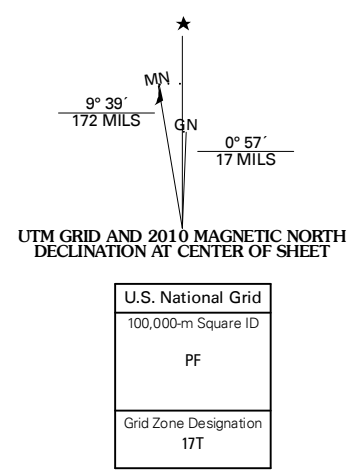 ★
MN
GN
9° 39´
172 MILS
0° 57´
17 MILS
UTM GRID AND 2010 MAGNETIC NORTH
DECLINATION AT CENTER OF SHEET
U.S. National Grid
100,000-m Square ID
PF
Grid Zone Designation
17T